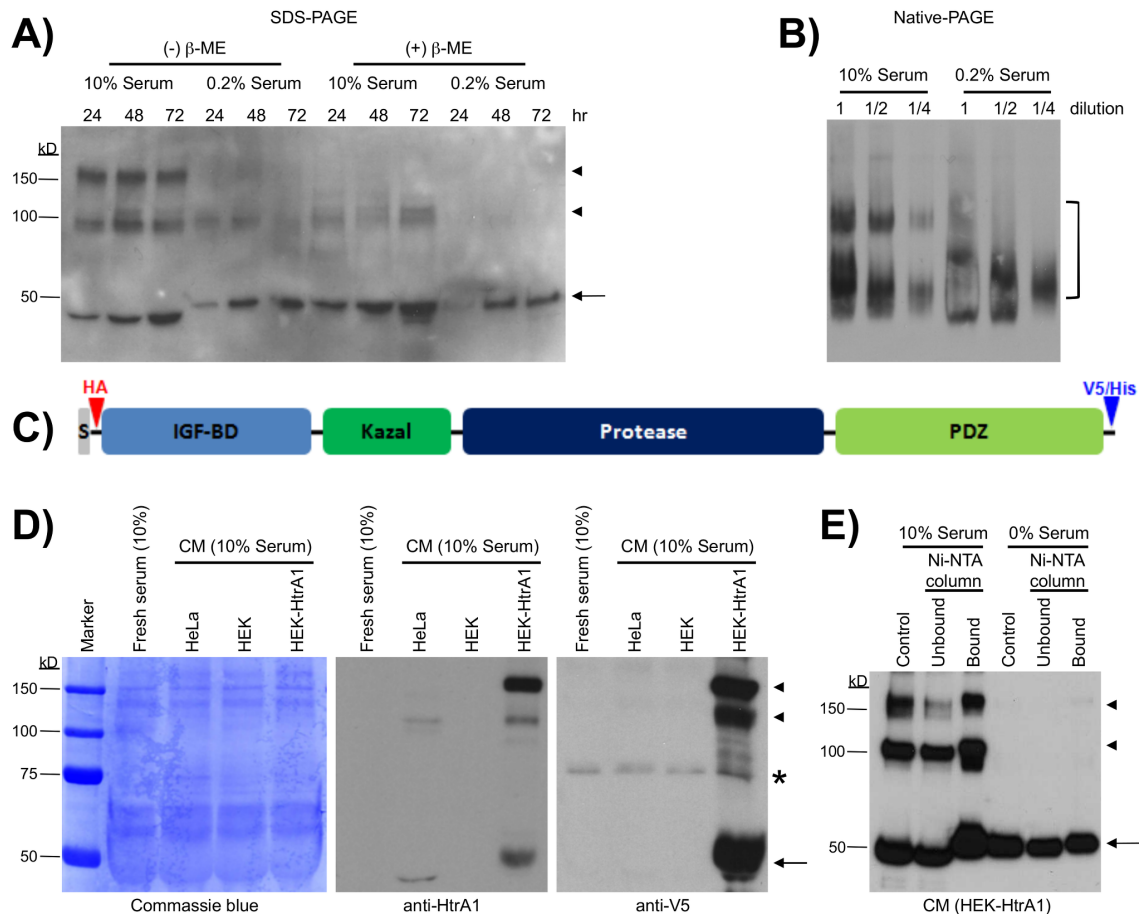 A)
SDS-PAGE
(-) β-ME
(+) β-ME
10% Serum
0.2% Serum
10% Serum
0.2% Serum
24 48 72 24 48 72 24 48 72 24 48 72 hr
kD
150
100
50
B)
Native-PAGE
10% Serum
0.2% Serum
1 1/2 1/4 1 1/2 1/4 dilution
C)
HA
V5/His
S
IGF-BD
Kazal
Protease
PDZ
D)
Marker
Fresh serum (10%)
CM (10% Serum)
HeLa
HEK
HEK-HtrA1
Fresh serum (10%)
CM (10% Serum)
HeLa
HEK
HEK-HtrA1
Fresh serum (10%)
CM (10% Serum)
HeLa
HEK
HEK-HtrA1
kD
150
100
75
50
*
Commassie blue
anti-HtrA1
anti-V5
E)
10% Serum
0% Serum
Ni-NTA
column
Ni-NTA
column
Control
Unbound
Bound
Control
Unbound
Bound
kD
150
100
50
CM (HEK-HtrA1)